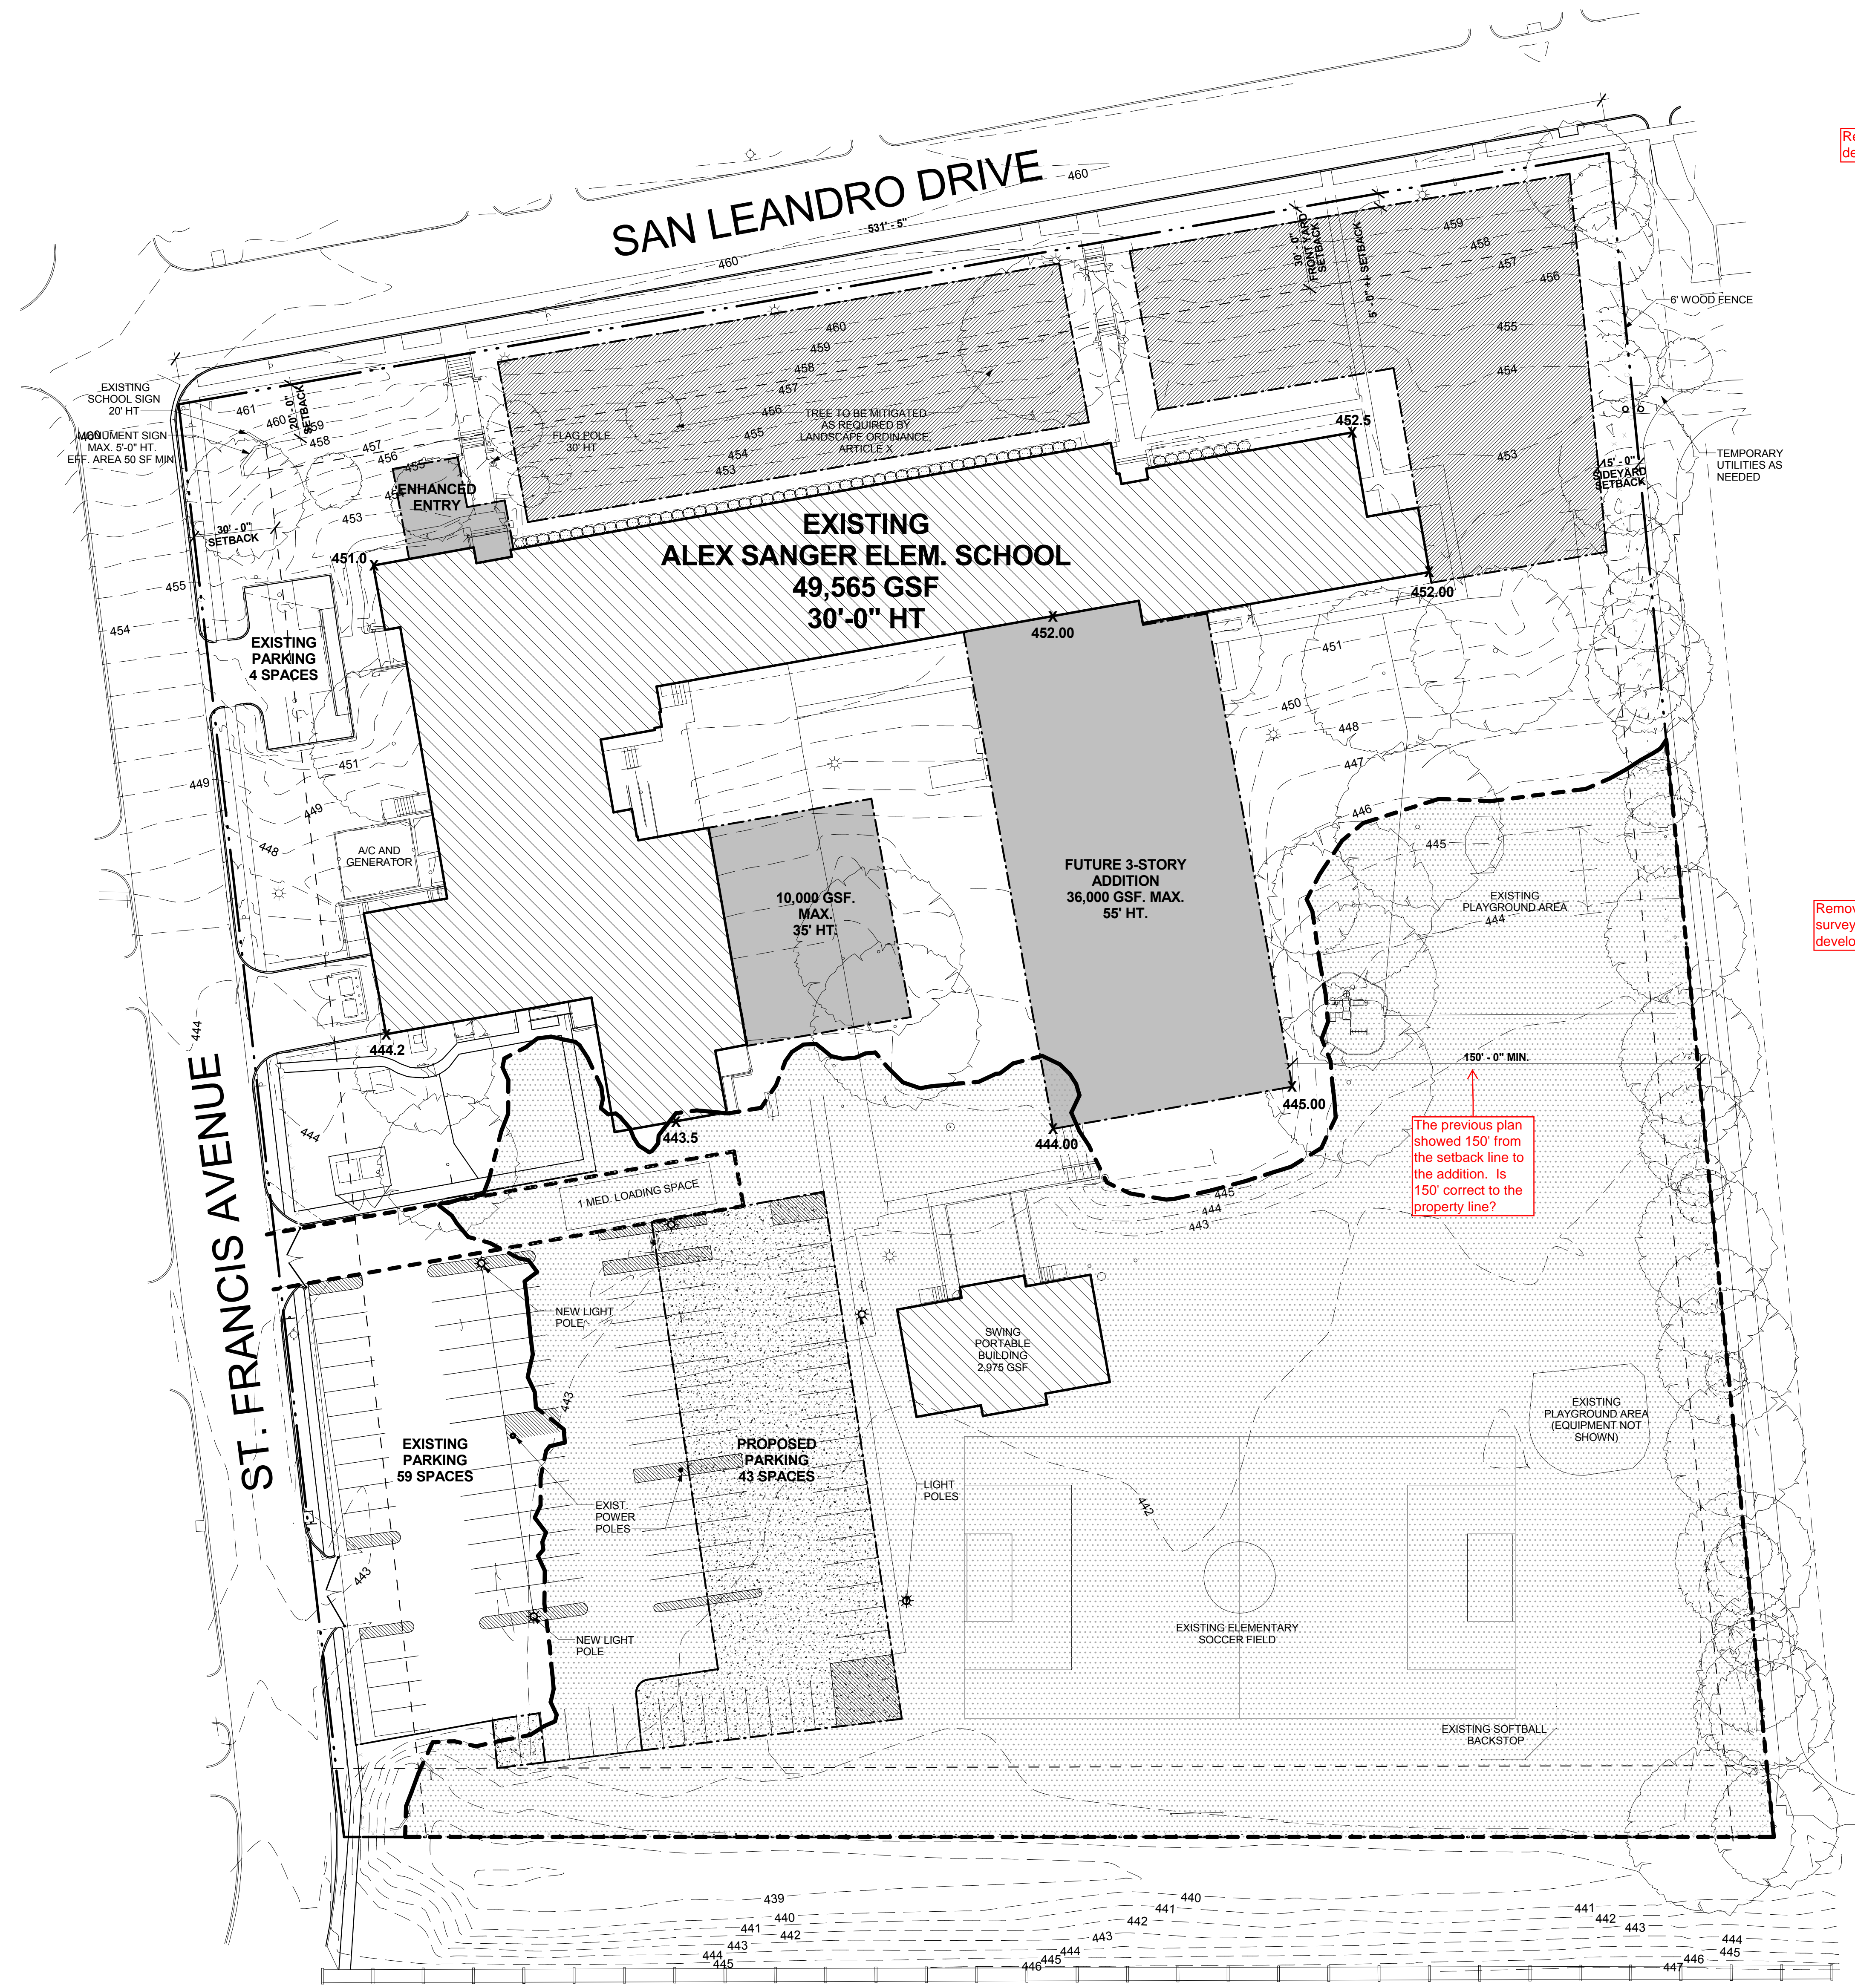 SAN LEANDRO DRIVE
460
531' - 5"
460
30' - 0"
FRONT YARD
SETBACK
5' - 0" +/- SETBACK
459
458
457
456
455
454
453
6' WOOD FENCE
TEMPORARY
UTILITIES AS
NEEDED
15' - 0"
SIDEYARD
SETBACK
EXISTING
SCHOOL SIGN
20' HT
MONUMENT SIGN
MAX. 5'-0" HT.
EFF. AREA 50 SF MIN
460
461
460
459
458
457
456
455
454
453
20' - 0"
SETBACK
30' - 0"
SETBACK
ENHANCED
ENTRY
FLAG POLE
30' HT
460
459
458
457
456
455
454
453
TREE TO BE MITIGATED
AS REQUIRED BY
LANDSCAPE ORDINANCE,
ARTICLE X
452.5
451.0
452.00
452.00
EXISTING
ALEX SANGER ELEM. SCHOOL
49,565 GSF
30'-0" HT
455
454
EXISTING
PARKING
4 SPACES
451
449
449
448
A/C AND
GENERATOR
451
450
448
447
446
445
444
EXISTING
PLAYGROUND AREA
10,000 GSF.
MAX.
35' HT.
FUTURE 3-STORY
ADDITION
36,000 GSF. MAX.
55' HT.
150' - 0" MIN.
The previous plan
showed 150' from
the setback line to
the addition. Is
150' correct to the
property line?
445.00
444.00
443.5
444.2
444
444
445
444
443
1 MED. LOADING SPACE
ST. FRANCIS AVENUE
NEW LIGHT
POLE
SWING
PORTABLE
BUILDING
2,975 GSF
443
EXISTING
PARKING
59 SPACES
PROPOSED
PARKING
43 SPACES
EXIST.
POWER
POLES
LIGHT
POLES
442
EXISTING
PLAYGROUND AREA
(EQUIPMENT NOT
SHOWN)
443
NEW LIGHT
POLE
EXISTING ELEMENTARY
SOCCER FIELD
EXISTING SOFTBALL
BACKSTOP
439
440
441
442
443
444
445
440
441
442
443
444
445
446
441
442
443
444
445
446
447
Re
de
Remov
survey
develo